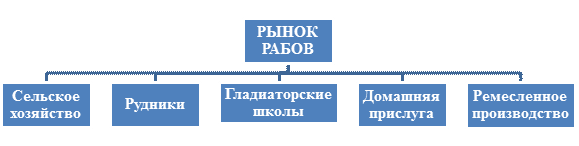 РЫНОК
РАБОВ
Сельское
хозяйство
Рудники
Гладиаторские
школы
Домашняя
прислуга
Ремесленное
производство